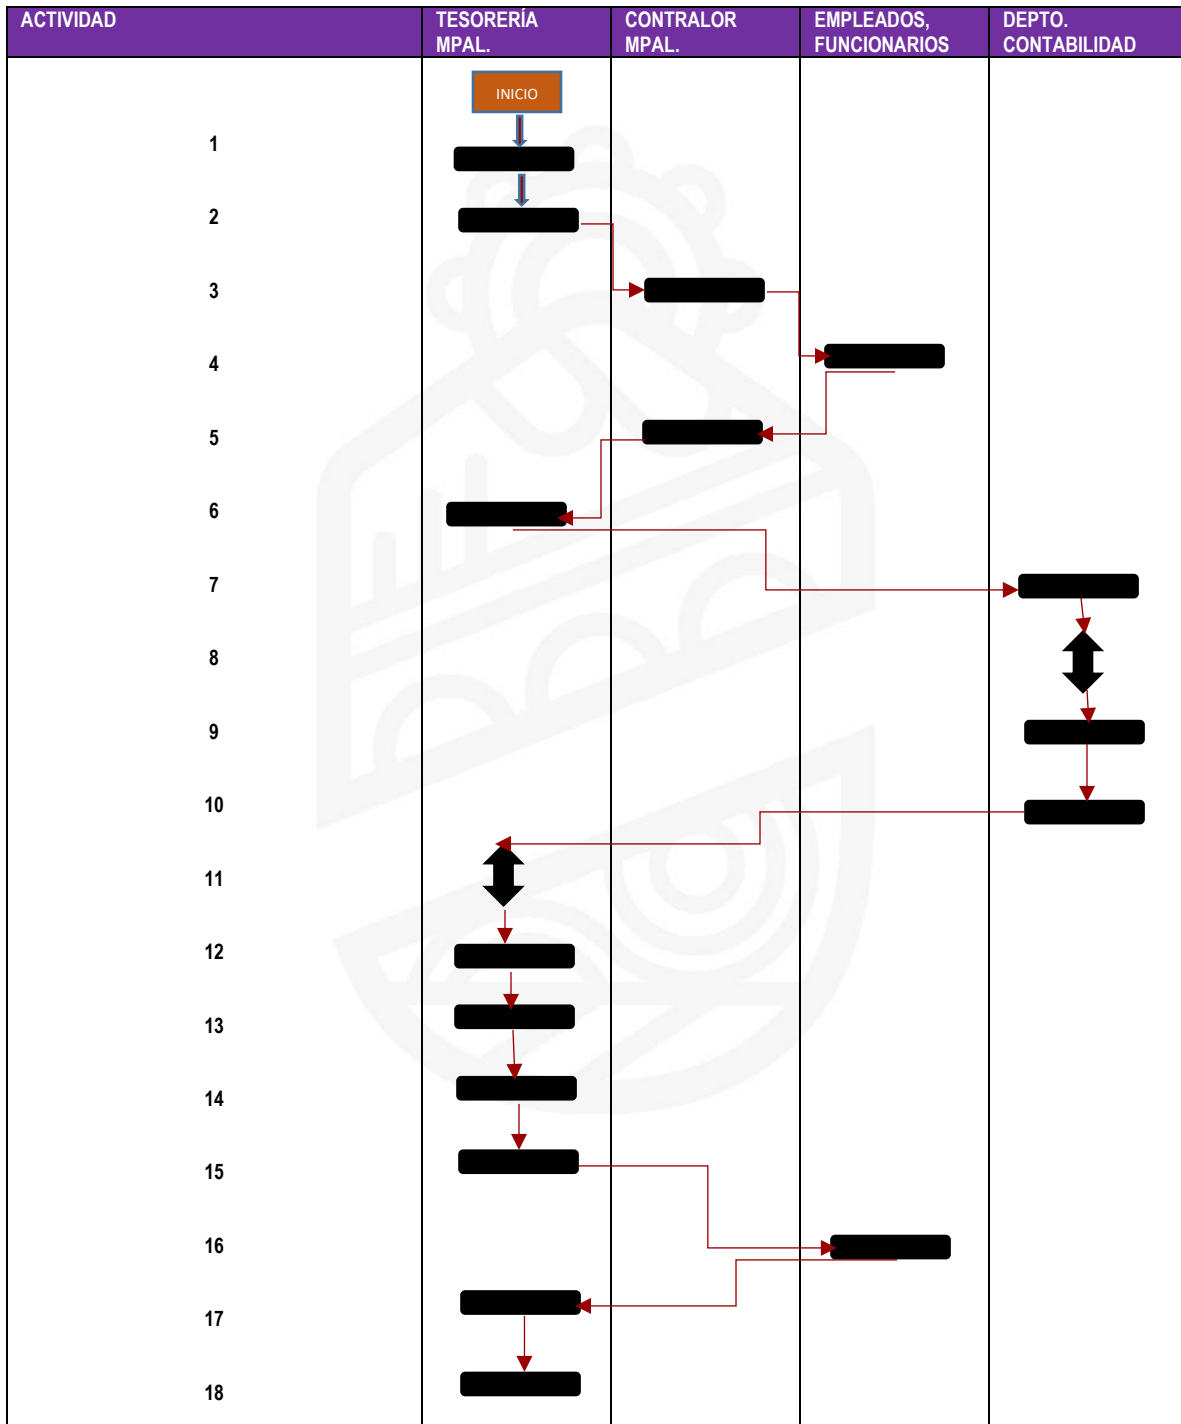 ACTIVIDAD
TESORERÍA
MPAL.
CONTRALOR
MPAL.
EMPLEADOS,
FUNCIONARIOS
DEPTO.
CONTABILIDAD
INICIO
1
2
3
4
5
6
7
8
9
10
11
12
13
14
15
16
17
18